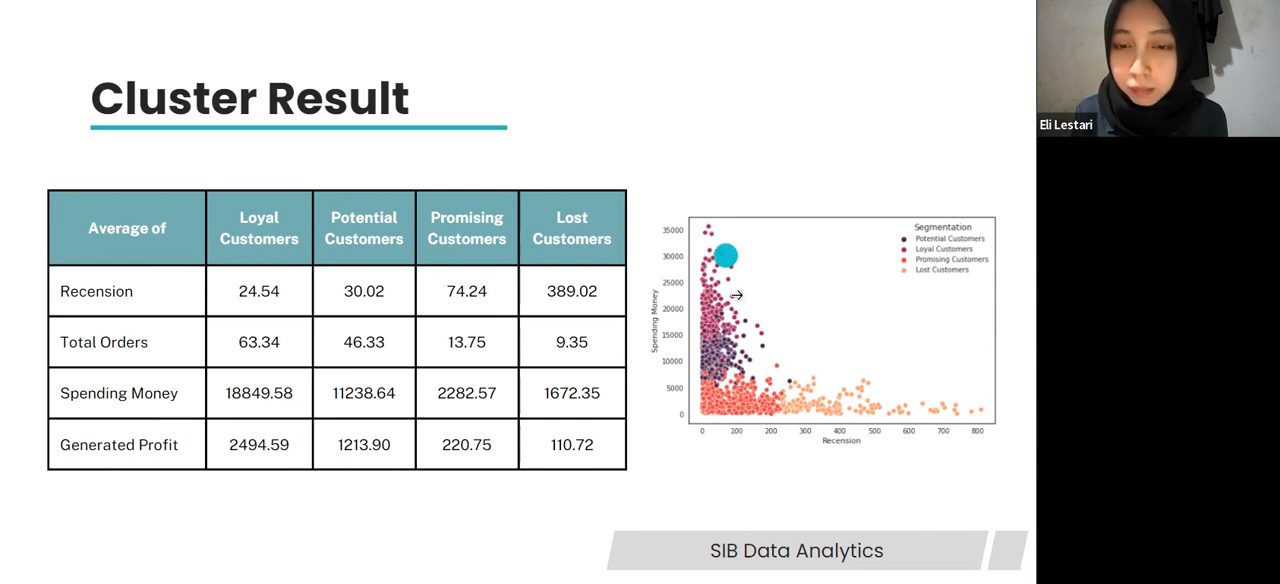 Cluster Result
Eli Lestari
Average of
Loyal Customers
Potential Customers
Promising Customers
Lost Customers
Recension 24.54 30.02 74.24 389.02
Total Orders 63.34 46.33 13.75 9.35
Spending Money 18849.58 11238.64 2282.57 1672.35
Generated Profit 2494.59 1213.90 220.75 110.72
Segmentation
Potential Customers
Loyal Customers
Promising Customers
Lost Customers
Spending Money
35000
30000
25000
20000
15000
10000
5000
0
0 100 200 300 400 500 600 700 800
Recension
SIB Data Analytics